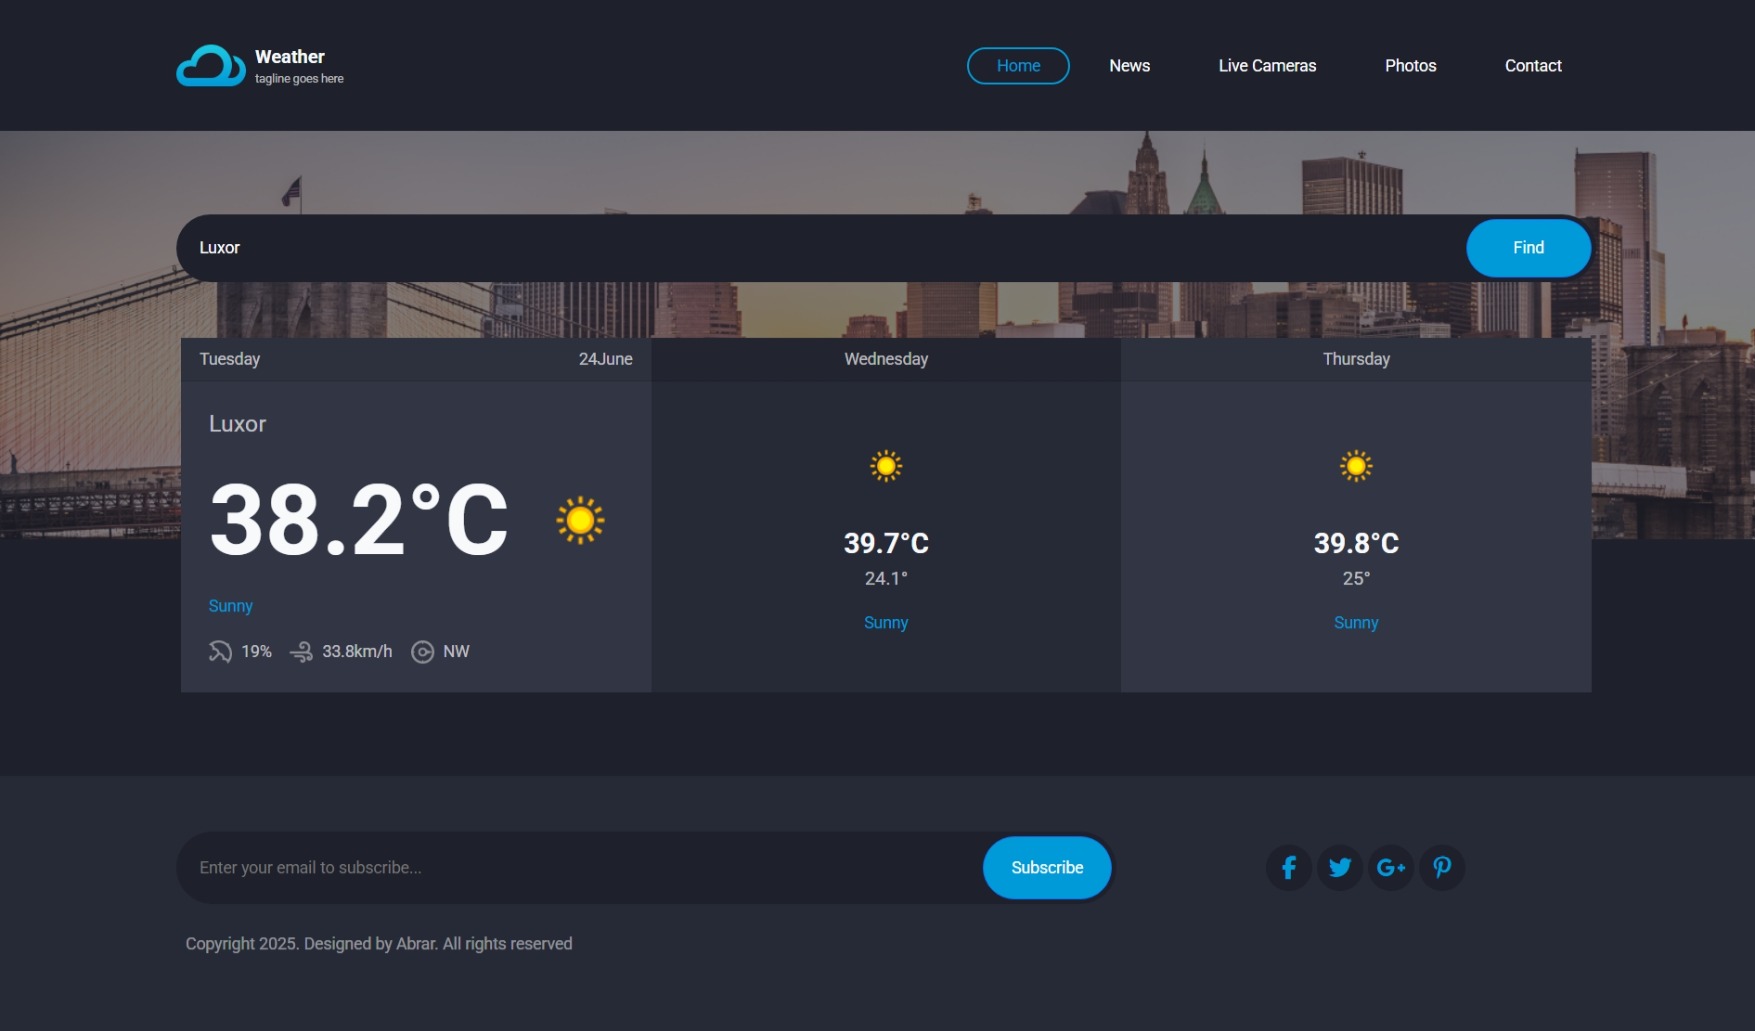 Weather
tagline goes here
Home
News
Live Cameras
Photos
Contact
Luxor
Find
Tuesday
24June
Wednesday
Thursday
Luxor
38.2°C
Sunny
19%
33.8km/h
NW
39.7°C
24.1°
Sunny
39.8°C
25°
Sunny
Enter your email to subscribe...
Subscribe
Copyright 2025. Designed by Abrar. All rights reserved